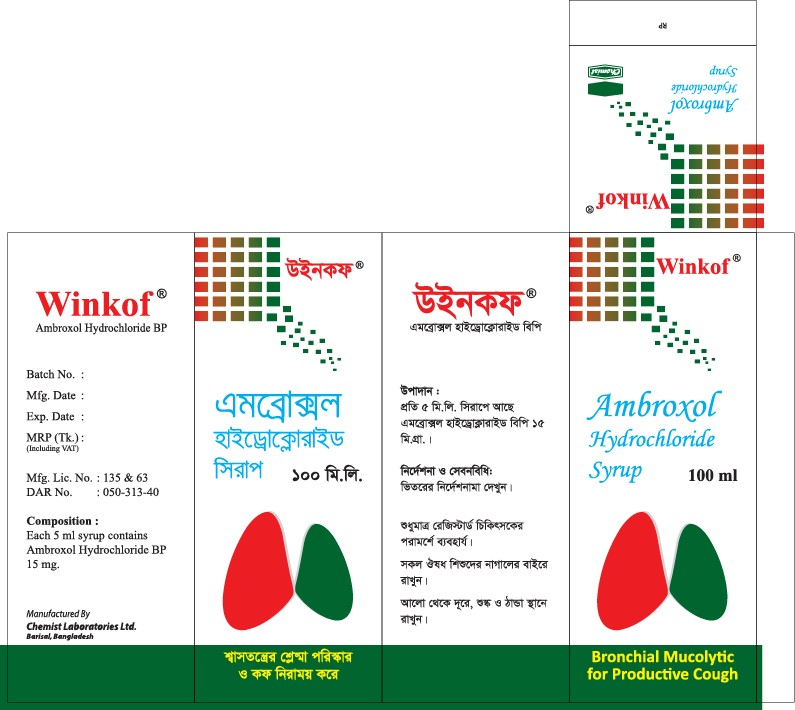 RP
Chemist
Ambroxol
Hydrochloride
Syrup
Winkof ®
Winkof ®
Ambroxol Hydrochloride BP
Batch No. :
Mfg. Date :
Exp. Date :
MRP (Tk.) :
(Including VAT)
Mfg. Lic. No. : 135 & 63
DAR No. : 050-313-40
Composition :
Each 5 ml syrup contains
Ambroxol Hydrochloride BP
15 mg.
Manufactured By
Chemist Laboratories Ltd.
Barisal, Bangladesh
উইনকফ ®
এমব্রোক্সল
হাইড্রোক্লোরাইড
সিরাপ ১০০ মি.লি.
শ্বাসতন্ত্রের শ্লেষ্মা পরিস্কার
ও কফ নিরাময় করে
উইনকফ ®
এমব্রোক্সল হাইড্রোক্লোরাইড বিপি
উপাদান :
প্রতি ৫ মি.লি. সিরাপে আছে
এমব্রোক্সল হাইড্রোক্লোরাইড বিপি ১৫
মি.গ্রা.।
নির্দেশনা ও সেবনবিধি:
ভিতরের নির্দেশনামা দেখুন।
শুধুমাত্র রেজিস্টার্ড চিকিৎসকের
পরামর্শে ব্যবহার্য।
সকল ঔষধ শিশুদের নাগালের বাইরে
রাখুন।
আলো থেকে দূরে, শুষ্ক ও ঠান্ডা স্থানে
রাখুন।
Winkof ®
Ambroxol
Hydrochloride
Syrup 100 ml
Bronchial Mucolytic
for Productive Cough